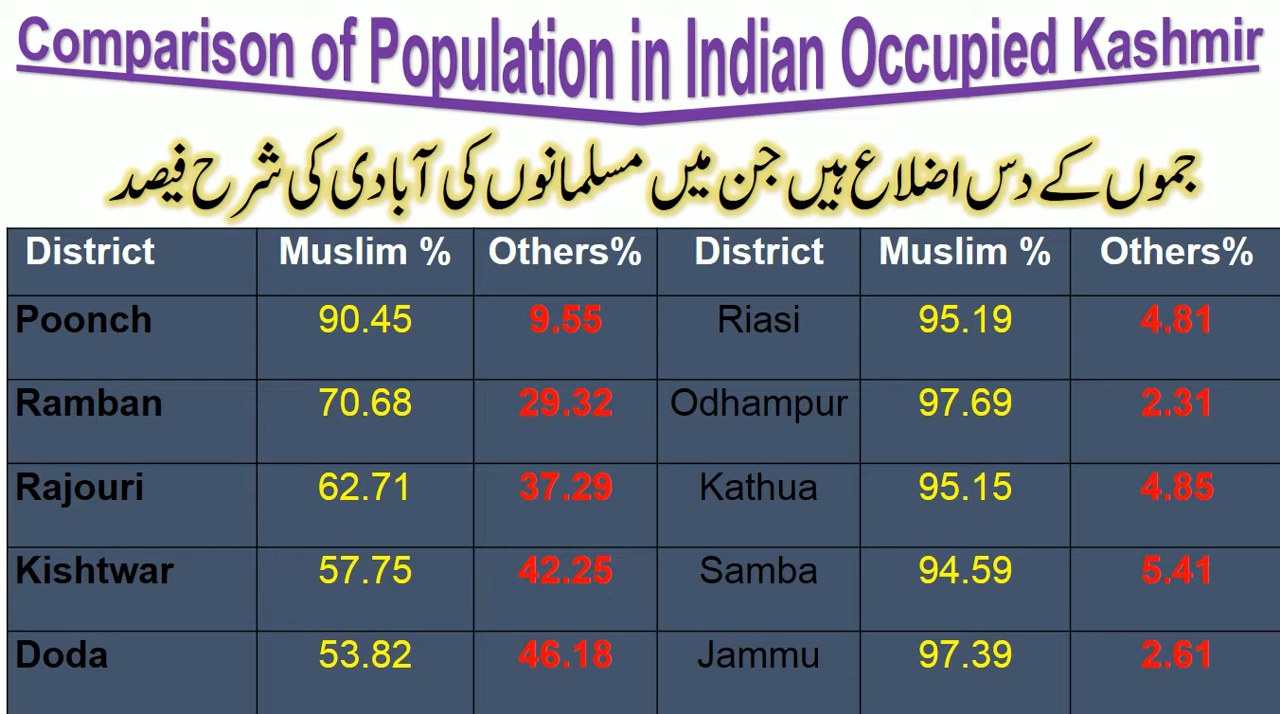 Comparison of Population in Indian Occupied Kashmir
جموں کے دس اضلاع ہیں جن میں مسلمانوں کی آبادی کی شرح فیصد
District Muslim % Others% District Muslim % Others%
Poonch 90.45 9.55 Riasi 95.19 4.81
Ramban 70.68 29.32 Odhampur 97.69 2.31
Rajouri 62.71 37.29 Kathua 95.15 4.85
Kishtwar 57.75 42.25 Samba 94.59 5.41
Doda 53.82 46.18 Jammu 97.39 2.61